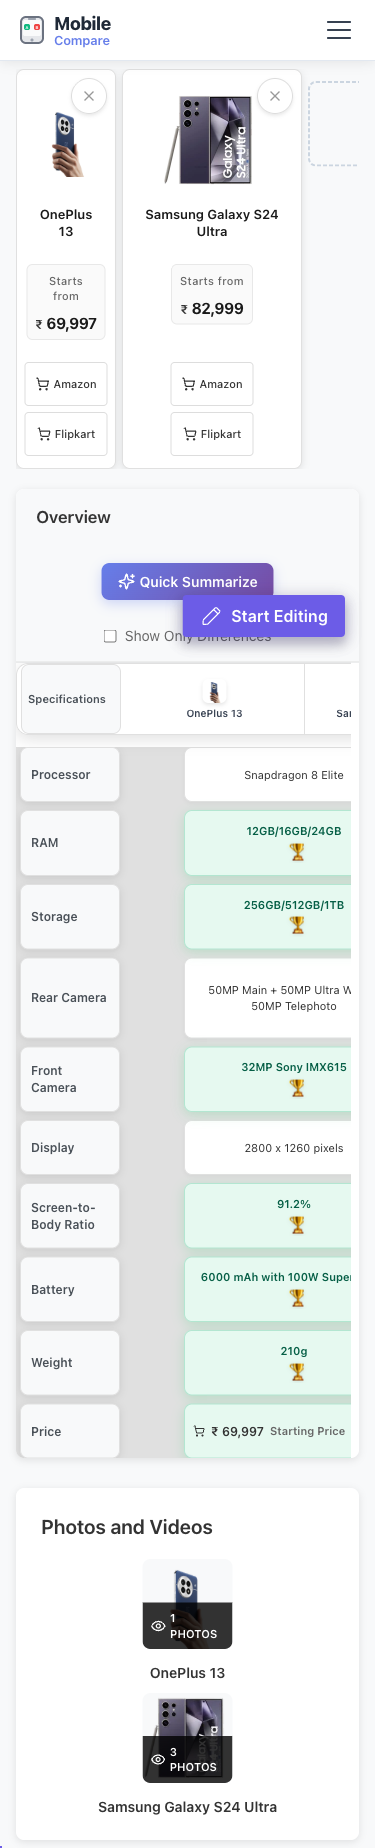 Mobile
Compare
Galaxy
S24 Ultra
OnePlus
13
Samsung Galaxy S24
Ultra
Starts
from
₹ 69,997
Starts from
₹ 82,999
Amazon
Flipkart
Amazon
Flipkart
Overview
Quick Summarize
Start Editing
Show Only Differences
Specifications
OnePlus 13
Sa
Processor
Snapdragon 8 Elite
RAM
12GB/16GB/24GB
Storage
256GB/512GB/1TB
Rear Camera
50MP Main + 50MP Ultra W
50MP Telephoto
Front
Camera
32MP Sony IMX615
Display
2800 x 1260 pixels
Screen-to-
Body Ratio
91.2%
Battery
6000 mAh with 100W Super
Weight
210g
Price
₹ 69,997 Starting Price
Photos and Videos
1
PHOTOS
OnePlus 13
3
PHOTOS
Samsung Galaxy S24 Ultra